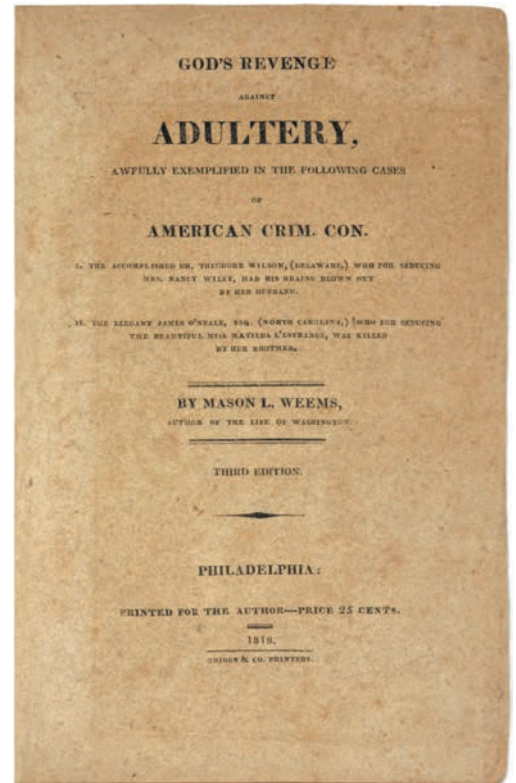 GOD'S REVENGE
AGAINST
ADULTERY,
AWFULLY EXEMPLIFIED IN THE FOLLOWING CASES
OF
AMERICAN CRIM. CON.
I. THE ACCOMPLISHED DR. THEODORE WILSON, (DELAWARE,) WHO FOR SEDUCING
MRS. NANCY WILEY, HAD HIS BRAINS BLOWN OUT
BY HER HUSBAND.
II. THE ELEGANT JAMES O'NEALE, ESQ. (NORTH CAROLINA,) WHO FOR SEDUCING
THE BEAUTIFUL MISS MATILDA L'ESTRANGE, WAS KILLED
BY HER BROTHER.
BY MASON L. WEEMS,
AUTHOR OF THE LIFE OF WASHINGTON.
THIRD EDITION.
PHILADELPHIA:
PRINTED FOR THE AUTHOR—PRICE 25 CENTS.
1818.
& CO. PRINTERS.